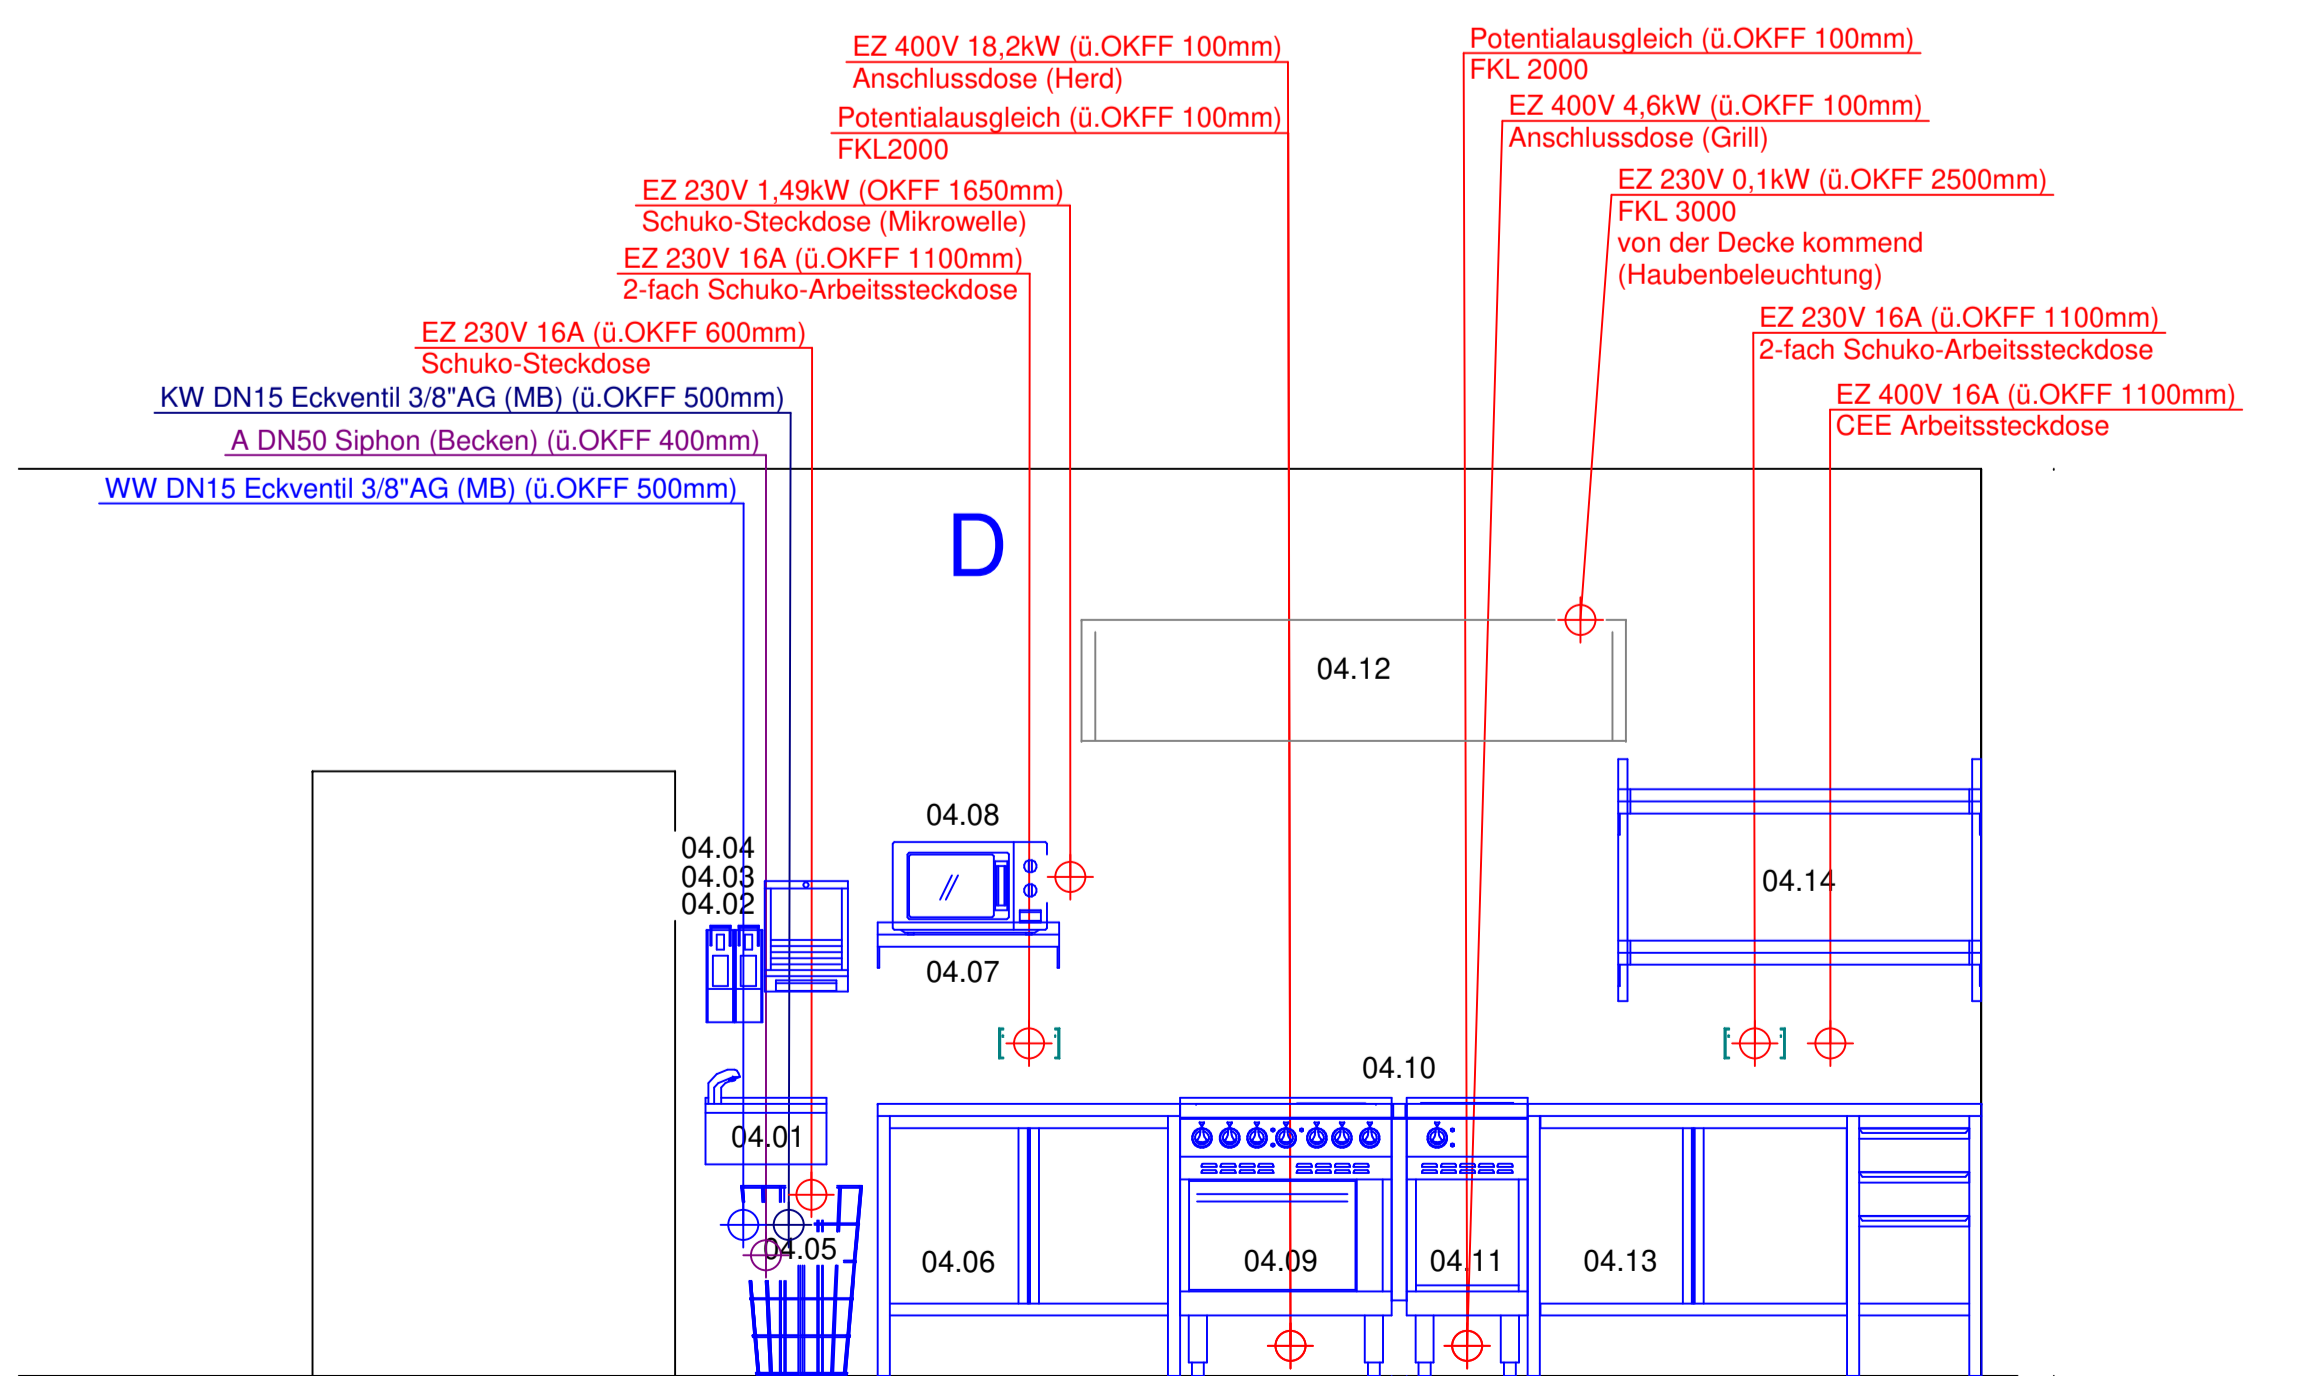 EZ 400V 18,2kW (ü.OKFF 100mm)
Anschlussdose (Herd)
Potentialausgleich (ü.OKFF 100mm)
FKL2000
EZ 230V 1,49kW (OKFF 1650mm)
Schuko-Steckdose (Mikrowelle)
EZ 230V 16A (ü.OKFF 1100mm)
2-fach Schuko-Arbeitssteckdose
EZ 230V 16A (ü.OKFF 600mm)
Schuko-Steckdose
KW DN15 Eckventil 3/8"AG (MB) (ü.OKFF 500mm)
A DN50 Siphon (Becken) (ü.OKFF 400mm)
WW DN15 Eckventil 3/8"AG (MB) (ü.OKFF 500mm)
Potentialausgleich (ü.OKFF 100mm)
FKL 2000
EZ 400V 4,6kW (ü.OKFF 100mm)
Anschlussdose (Grill)
EZ 230V 0,1kW (ü.OKFF 2500mm)
FKL 3000
von der Decke kommend
(Haubenbeleuchtung)
EZ 230V 16A (ü.OKFF 1100mm)
2-fach Schuko-Arbeitssteckdose
EZ 400V 16A (ü.OKFF 1100mm)
CEE Arbeitssteckdose
D
04.12
04.08
04.04
04.03
04.02
04.14
04.07
04.10
04.01
04.05
04.06
04.09
04.11
04.13